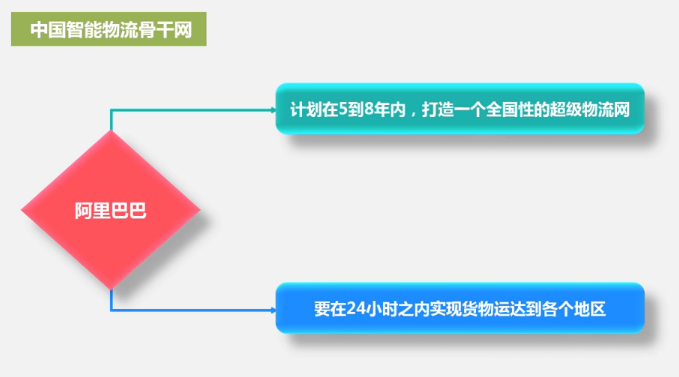 中国智能物流骨干网
计划在5到8年内，打造一个全国性的超级物流网
阿里巴巴
要在24小时之内实现货物运达到各个地区